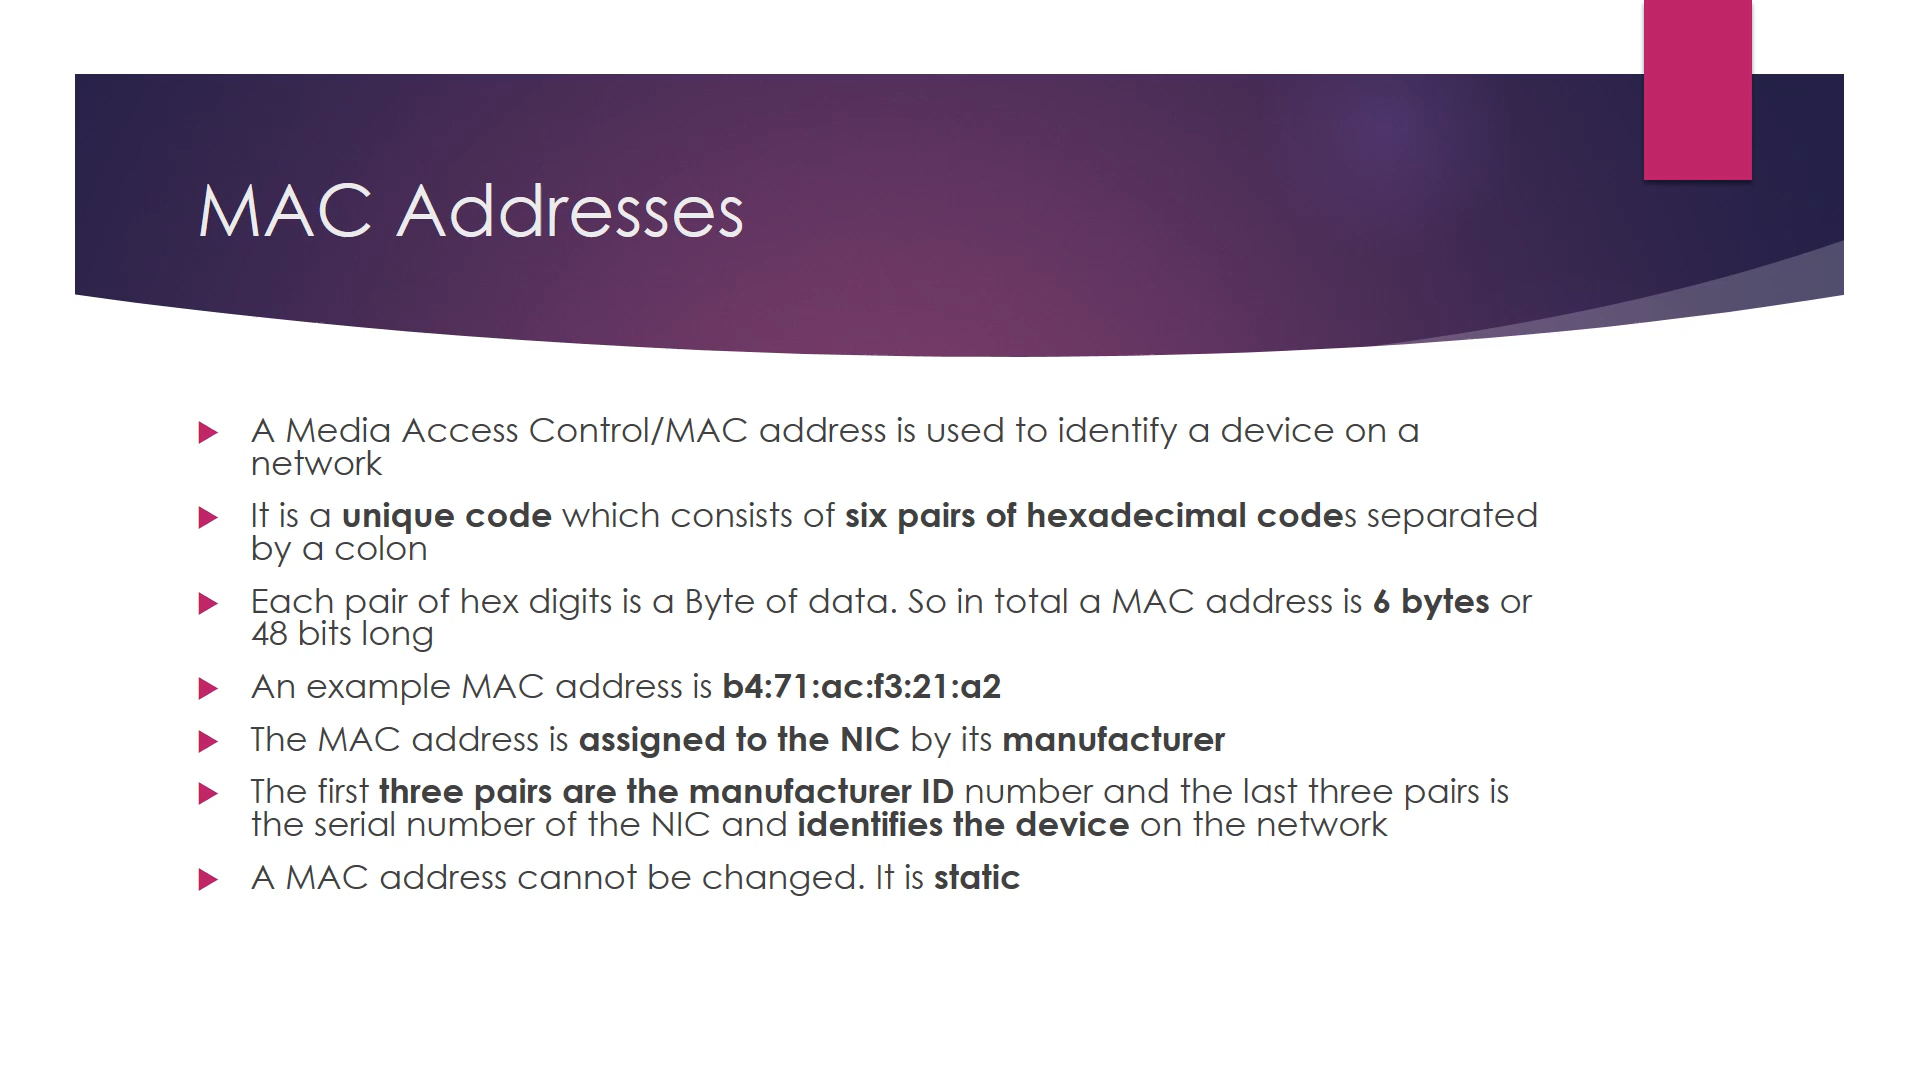 MAC Addresses
A Media Access Control/MAC address is used to identify a device on a
network
It is a unique code which consists of six pairs of hexadecimal codes separated
by a colon
Each pair of hex digits is a Byte of data. So in total a MAC address is 6 bytes or
48 bits long
An example MAC address is b4:71:ac:f3:21:a2
The MAC address is assigned to the NIC by its manufacturer
The first three pairs are the manufacturer ID number and the last three pairs is
the serial number of the NIC and identifies the device on the network
A MAC address cannot be changed. It is static